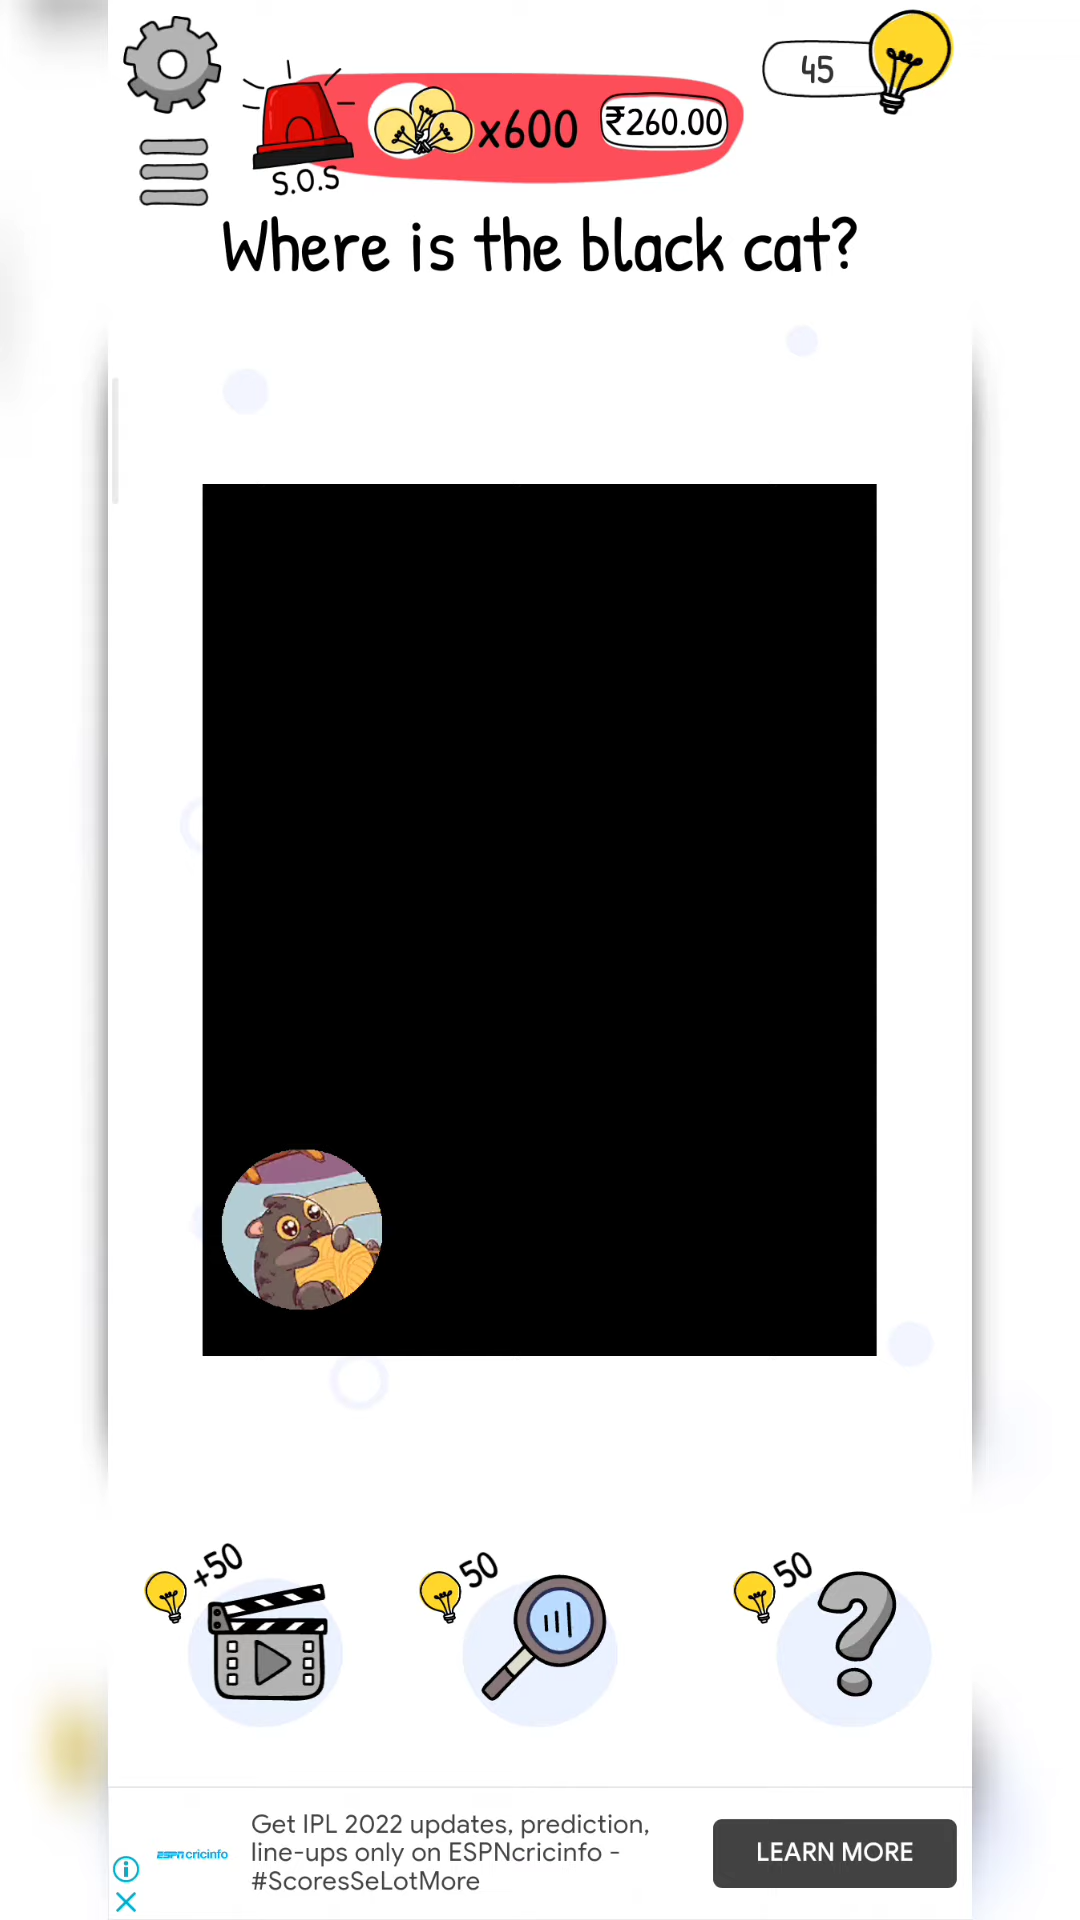 45
x600 ₹260.00
S.O.S
Where is the black cat?
+50
50
50
Get IPL 2022 updates, prediction,
line-ups only on ESPNcricinfo -
#ScoresSeLotMore
ESPNcricinfo
LEARN MORE